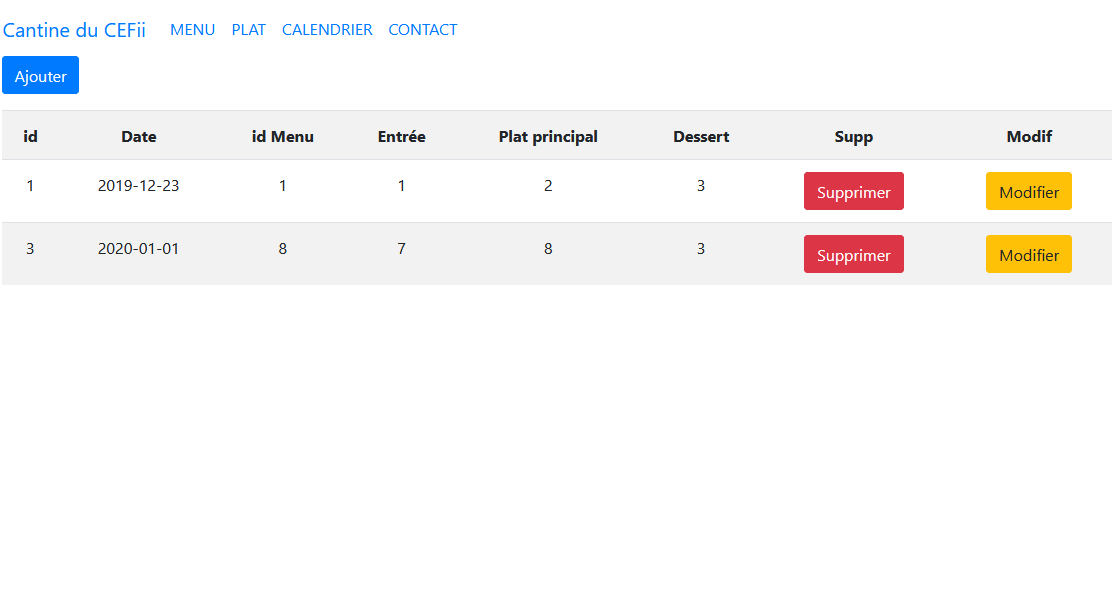 Cantine du CEFii MENU PLAT CALENDRIER CONTACT
Ajouter
id Date id Menu Entrée Plat principal Dessert Supp Modif
1 2019-12-23 1 1 2 3 Supprimer Modifier
3 2020-01-01 8 7 8 3 Supprimer Modifier